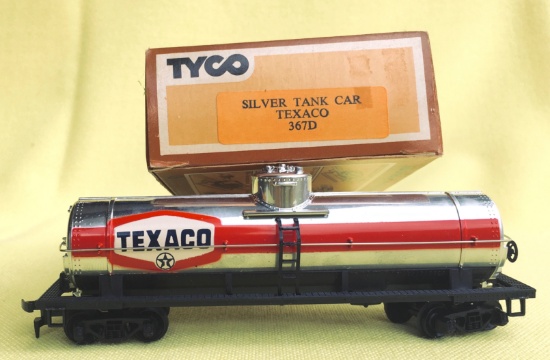 TYCO
SILVER TANK CAR
TEXACO
367D
TEXACO
T